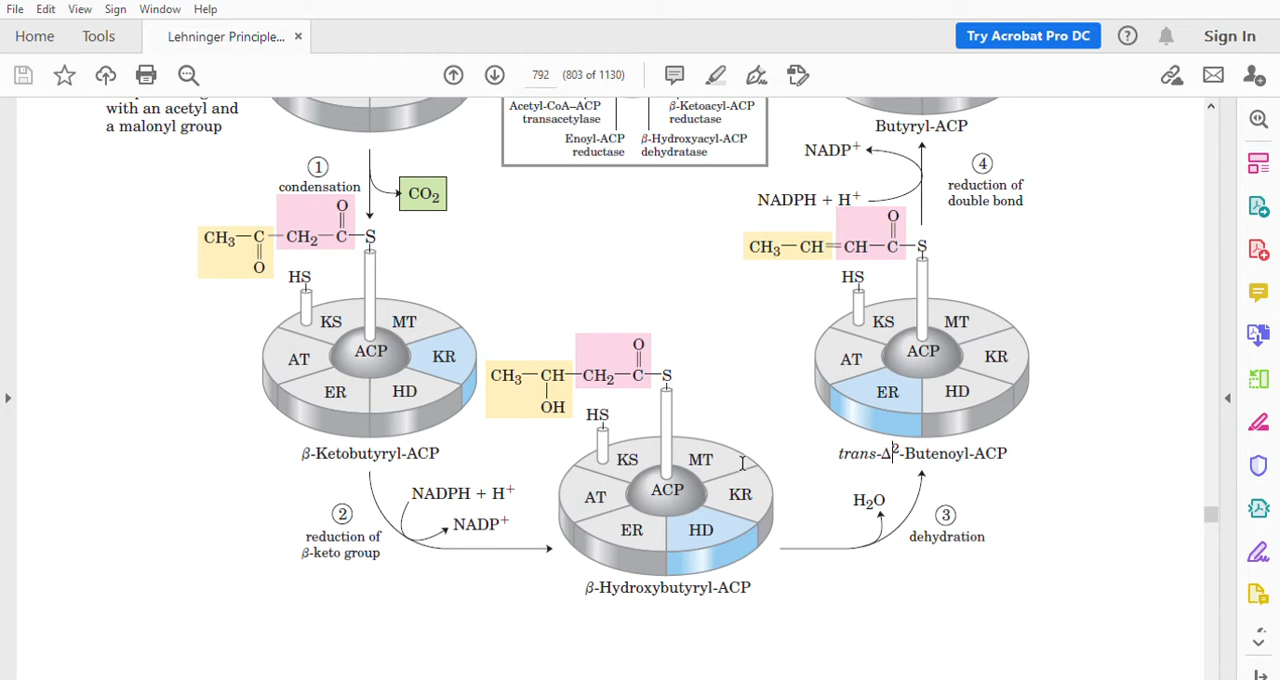 File Edit View Sign Window Help
Home Tools Lehninger Principle... × Try Acrobat Pro DC Sign In
792 (803 of 1130)
with an acetyl and
a malonyl group
Acetyl-CoA–ACP
transacetylase
β-Ketoacyl-ACP
reductase
Enoyl-ACP
reductase
β-Hydroxyacyl-ACP
dehydratase
Butyryl-ACP
① condensation
CO₂
CH₃—C—CH₂—C—S
O
O
HS
KS MT
AT ACP KR
ER HD
β-Ketobutyryl-ACP
② reduction of
β-keto group
NADPH + H⁺
NADP⁺
CH₃—CH—CH₂—C—S
O
OH
HS
KS MT
AT ACP KR
ER HD
β-Hydroxybutyryl-ACP
H₂O
③ dehydration
CH₃—CH=CH—C—S
O
HS
KS MT
AT ACP KR
ER HD
trans-Δ²-Butenoyl-ACP
NADP⁺
NADPH + H⁺
④ reduction of
double bond